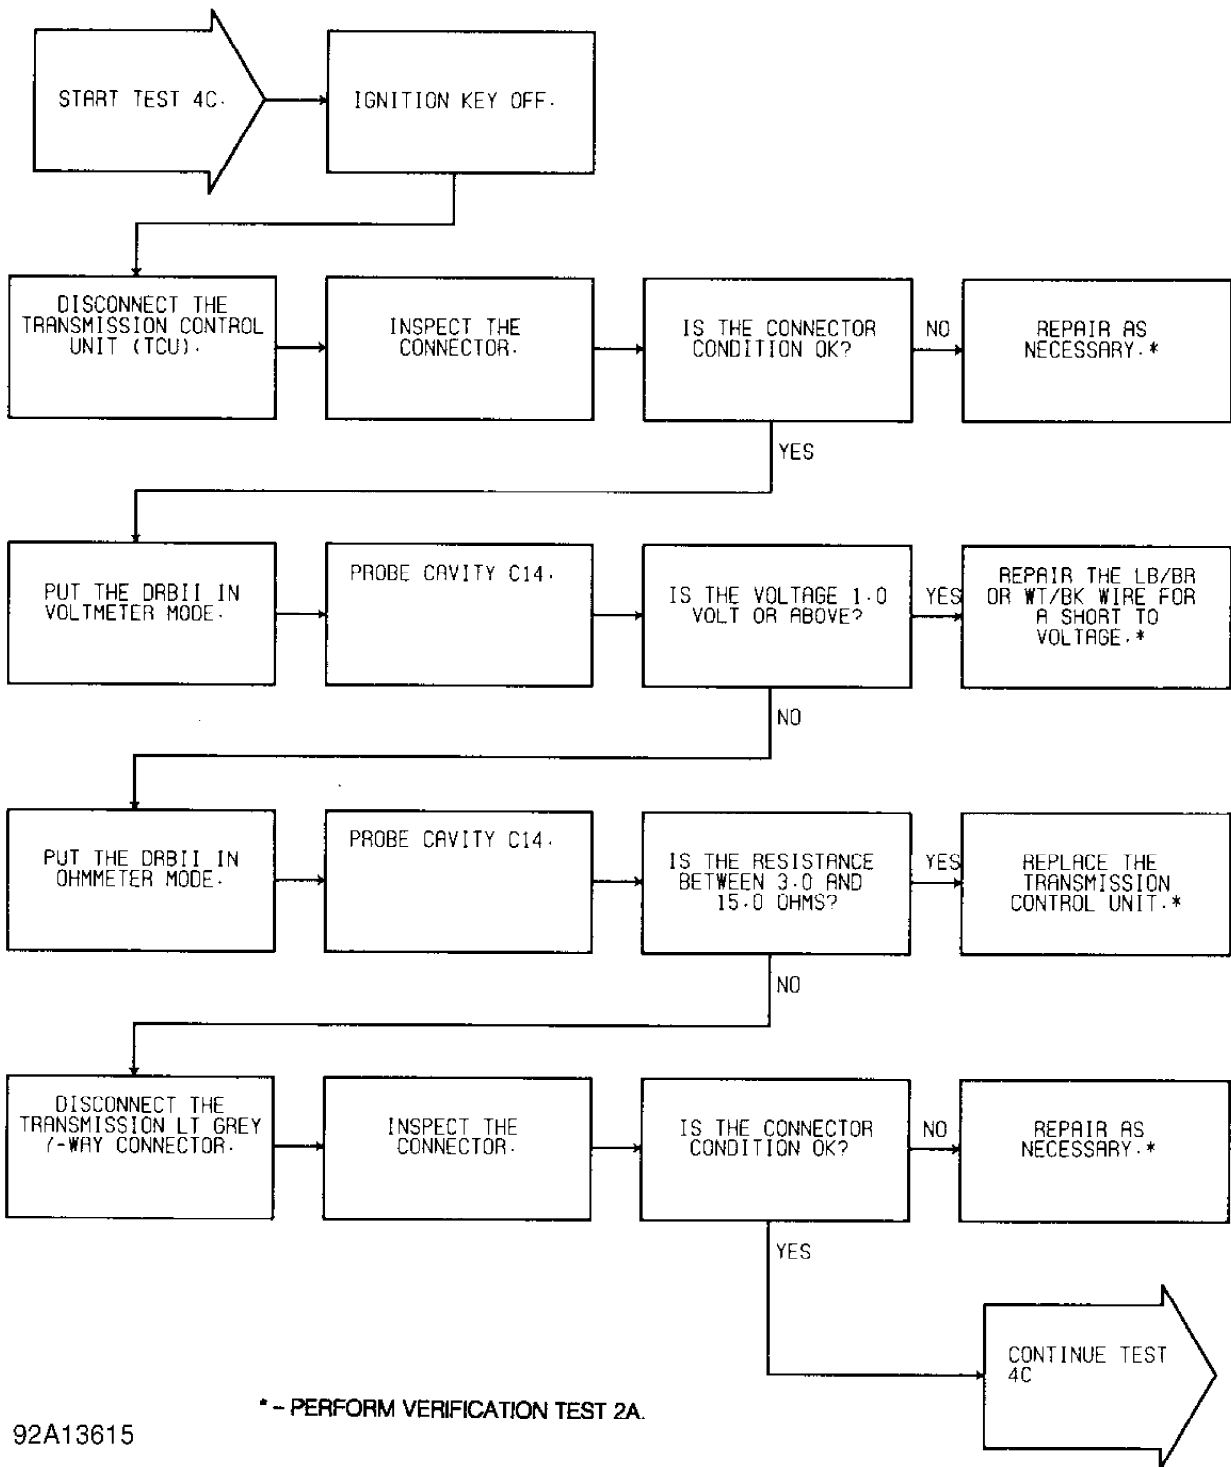 START TEST 4C.
IGNITION KEY OFF.
DISCONNECT THE
TRANSMISSION CONTROL
UNIT (TCU).
INSPECT THE
CONNECTOR.
IS THE CONNECTOR
CONDITION OK?
NO
REPAIR AS
NECESSARY.*
YES
PUT THE DRBII IN
VOLTMETER MODE.
PROBE CAVITY C14.
IS THE VOLTAGE 1.0
VOLT OR ABOVE?
YES
REPAIR THE LB/BR
OR WT/BK WIRE FOR
A SHORT TO
VOLTAGE.*
NO
PUT THE DRBII IN
OHMMETER MODE.
PROBE CAVITY C14.
IS THE RESISTANCE
BETWEEN 3.0 AND
15.0 OHMS?
YES
REPLACE THE
TRANSMISSION
CONTROL UNIT.*
NO
DISCONNECT THE
TRANSMISSION LT GREY
7-WAY CONNECTOR.
INSPECT THE
CONNECTOR.
IS THE CONNECTOR
CONDITION OK?
NO
REPAIR AS
NECESSARY.*
YES
CONTINUE TEST
4C
* - PERFORM VERIFICATION TEST 2A.
92A13615